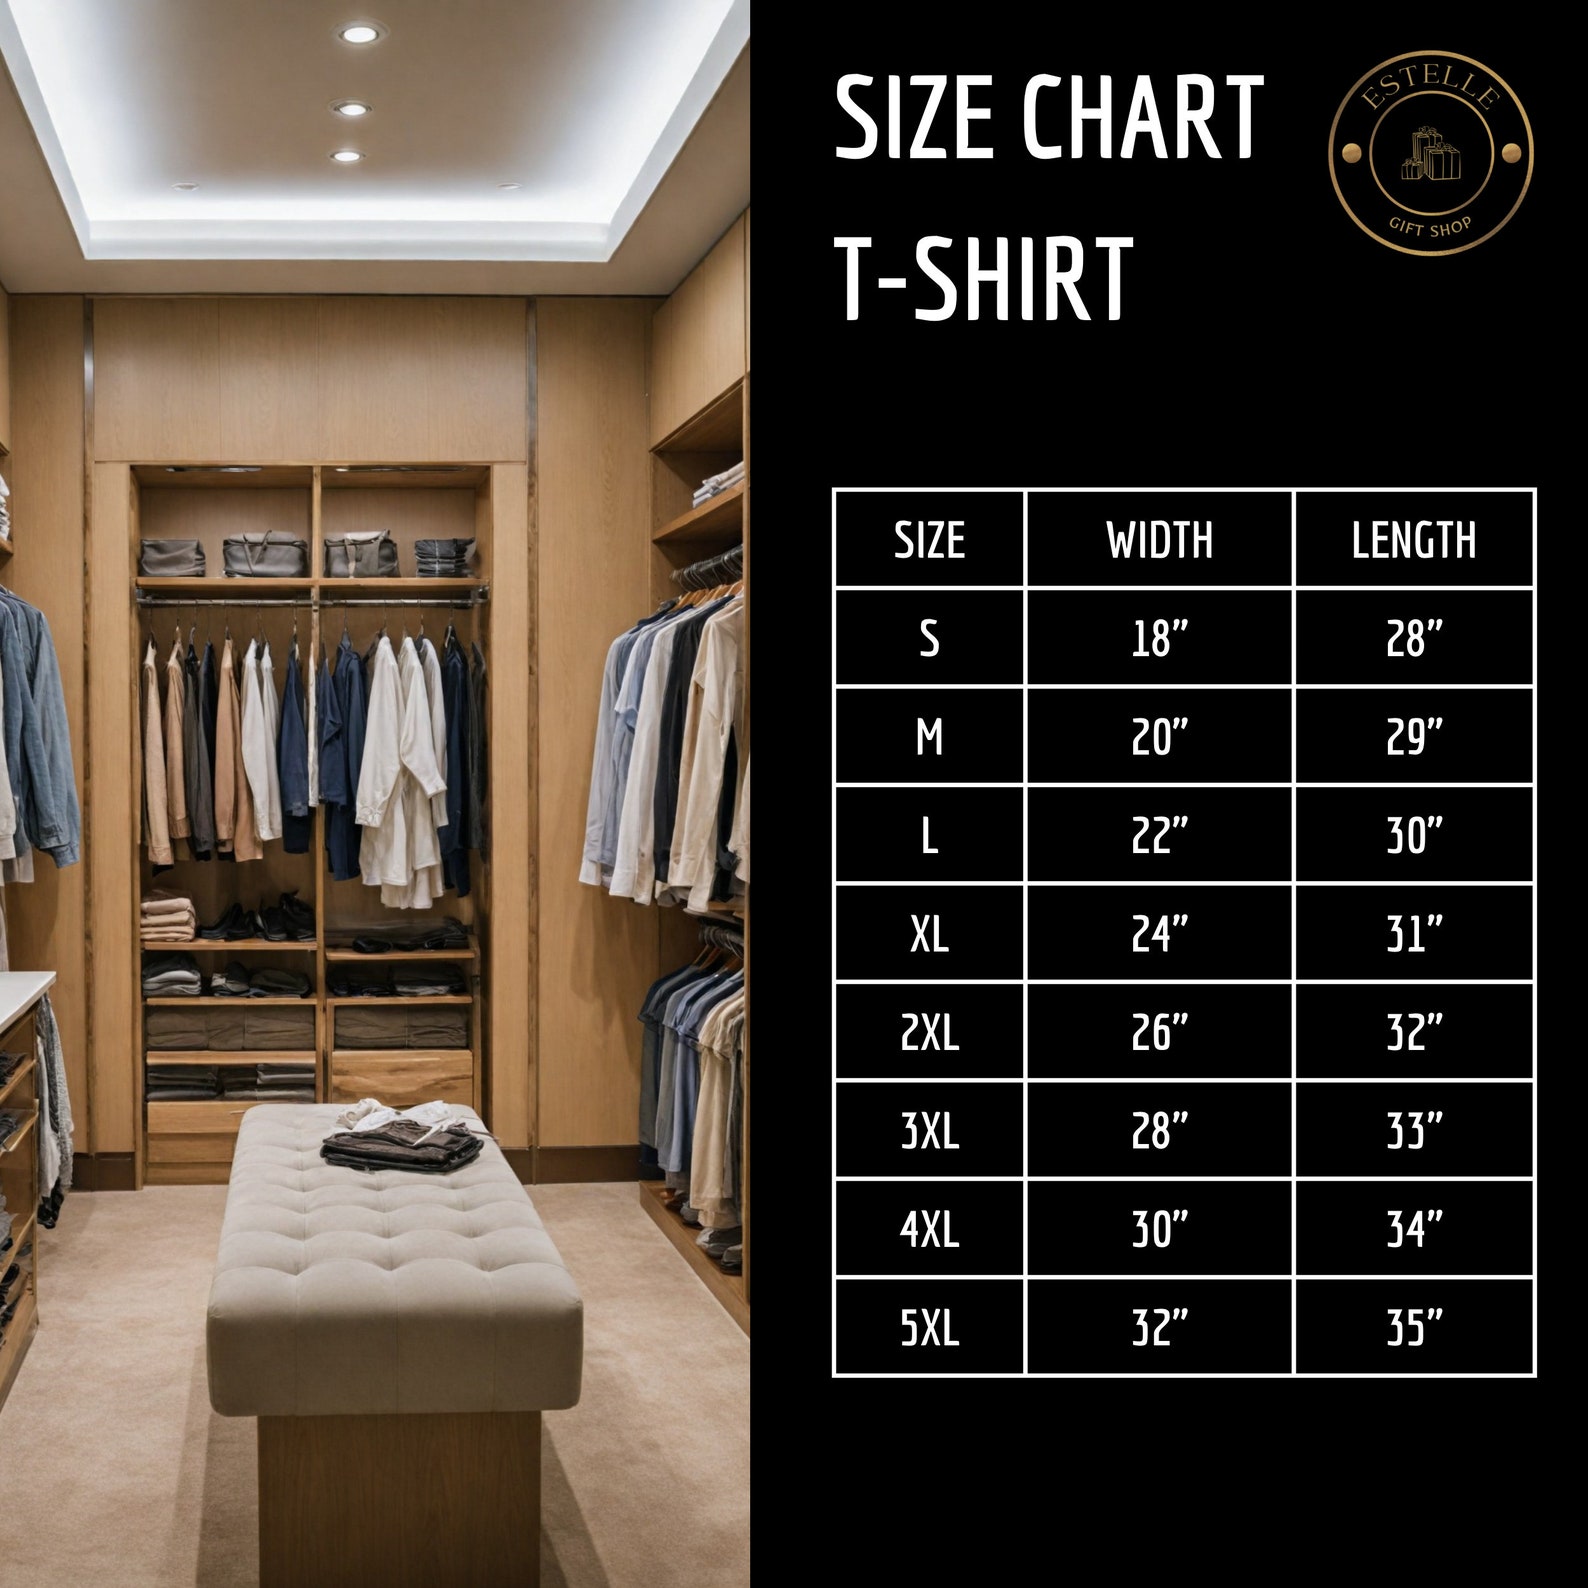 SIZE CHART
T-SHIRT
ESTELLE
GIFT SHOP
SIZE WIDTH LENGTH
S 18” 28”
M 20” 29”
L 22” 30”
XL 24” 31”
2XL 26” 32”
3XL 28” 33”
4XL 30” 34”
5XL 32” 35”